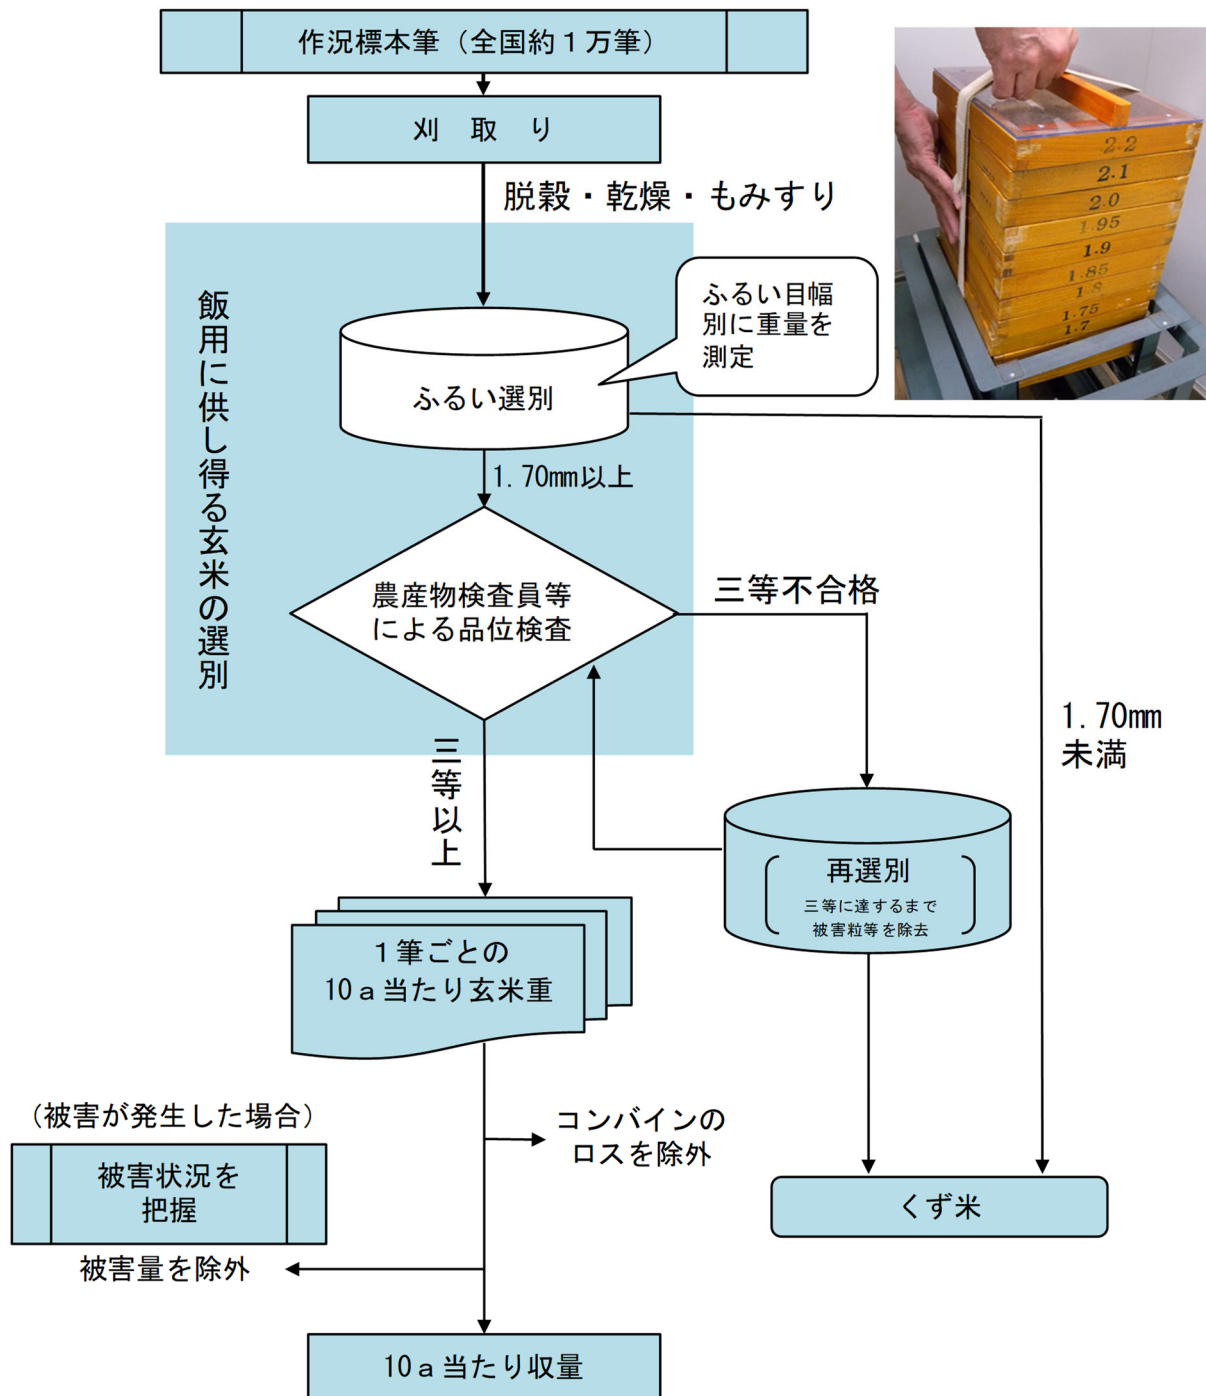 作況標本筆（全国約１万筆）
刈取り
脱穀・乾燥・もみすり
飯用に供し得る玄米の選別
ふるい目幅
別に重量を
測定
ふるい選別
1.70㎜以上
農産物検査員等
による品位検査
三等不合格
1.70㎜
未満
三等以上
再選別
三等に達するまで
被害粒等を除去
１筆ごとの
10ａ当たり玄米重
（被害が発生した場合）
被害状況を
把握
被害量を除外
コンバインの
ロスを除外
くず米
10ａ当たり収量
2.2
2.1
2.0
1.95
1.9
1.85
1.8
1.75
1.7